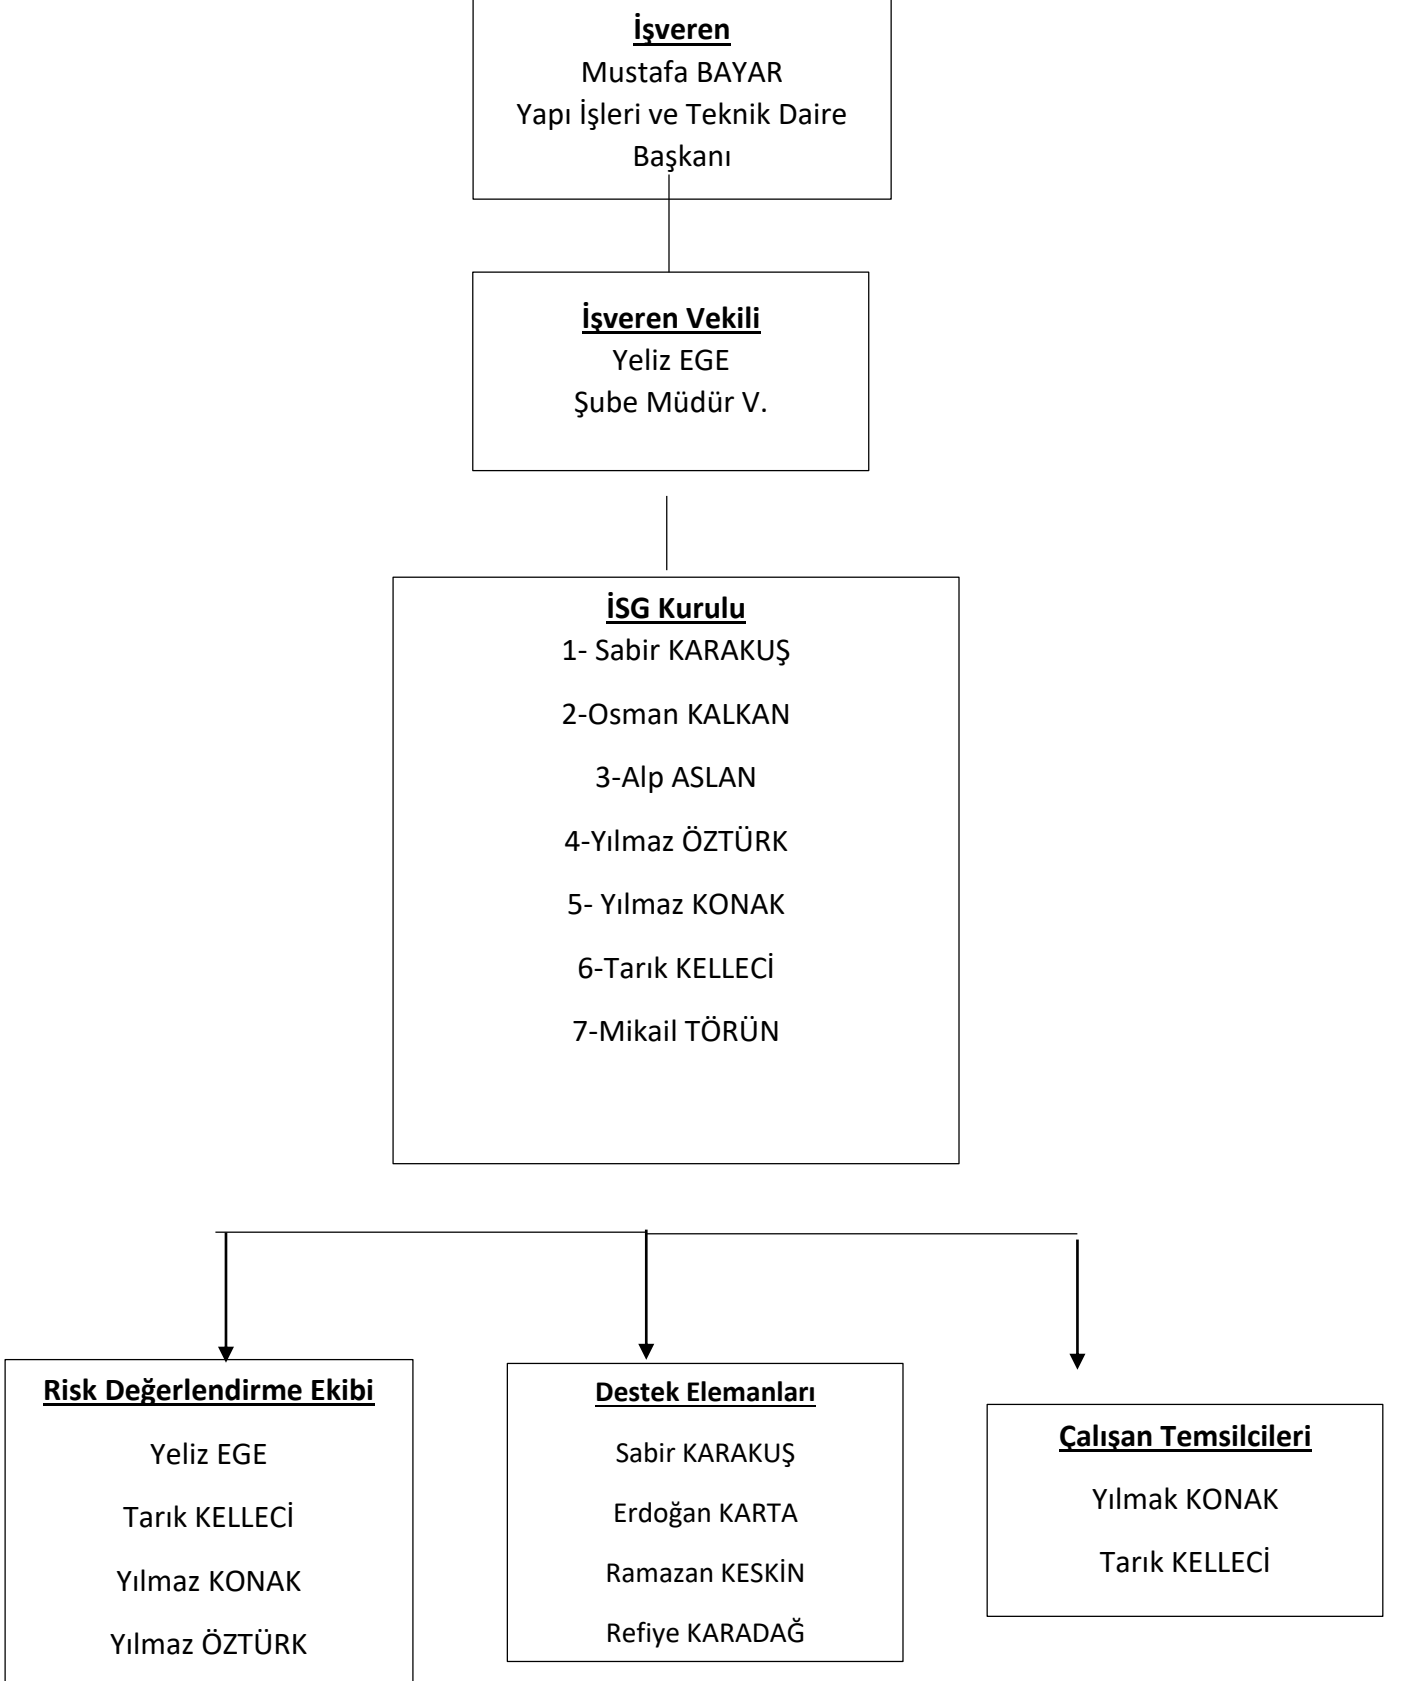 İşveren
Mustafa BAYAR
Yapı İşleri ve Teknik Daire
Başkanı
İşveren Vekili
Yeliz EGE
Şube Müdür V.
İSG Kurulu
1- Sabir KARAKUŞ
2-Osman KALKAN
3-Alp ASLAN
4-Yılmaz ÖZTÜRK
5- Yılmaz KONAK
6-Tarık KELLECİ
7-Mikail TÖRÜN
Risk Değerlendirme Ekibi
Yeliz EGE
Tarık KELLECİ
Yılmaz KONAK
Yılmaz ÖZTÜRK
Destek Elemanları
Sabir KARAKUŞ
Erdoğan KARTA
Ramazan KESKİN
Refiye KARADAĞ
Çalışan Temsilcileri
Yılmak KONAK
Tarık KELLECİ